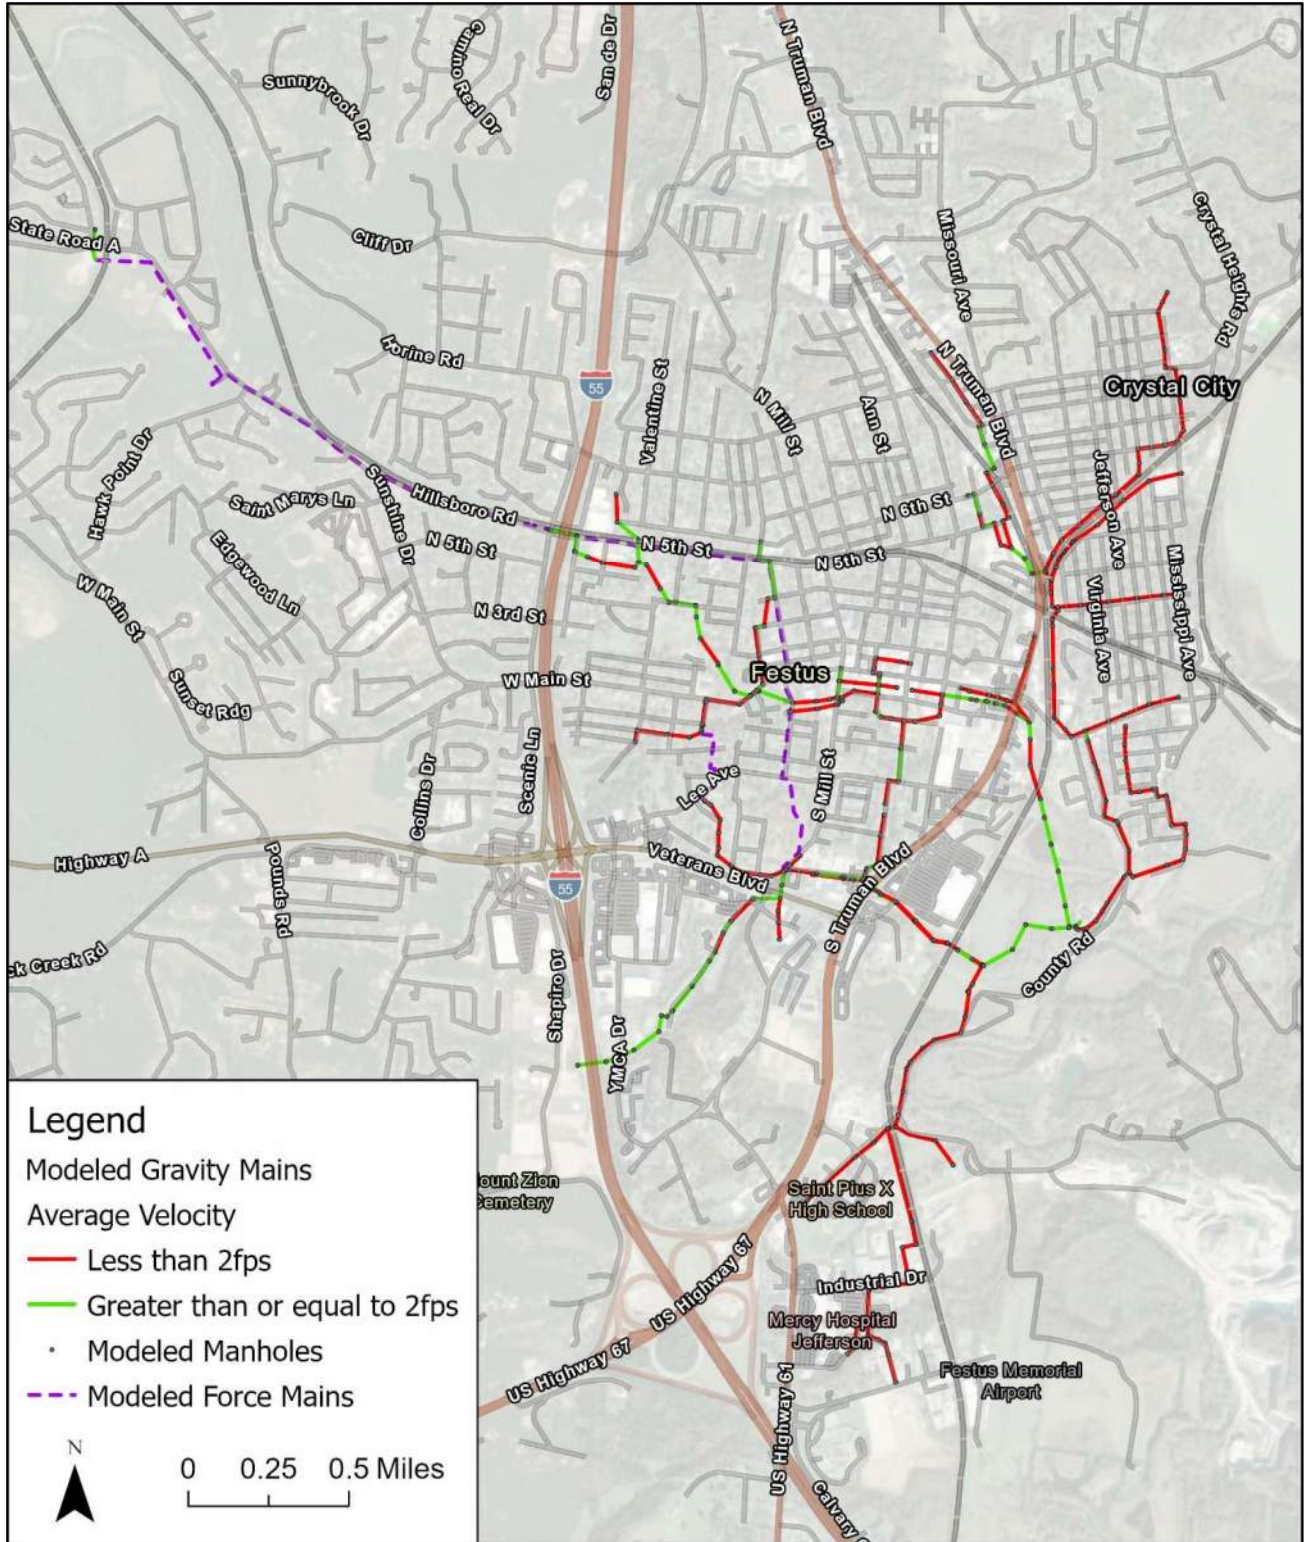 San de Dr
N Truman Blvd
Camino Real Dr
Sunnybrook Dr
Crystal Heights Rd
Missouri Ave
State Road A
Cliff Dr
Korine Rd
N Truman Blvd
55
Crystal City
Valentine St
N Mill St
Ann St
Hawk Point Dr
Saint Marys Ln
Sunshine Dr
Hillsboro Rd
Jefferson Ave
N 6th St
N 5th St
N 5th St
N 5th St
Edgewood Ln
W Main St
N 3rd St
Virginia Ave
Mississippi Ave
Festus
W Main St
Sunset Rdg
Scenic Ln
Collins Dr
Lee Ave
S Mill St
Highway A
Pounds Rd
Veterans Blvd
55
S Truman Blvd
ck Creek Rd
Shapiro Dr
County Rd
YMCA Dr
ount Zion
Cemetery
Saint Pius X
High School
US Highway 67
Industrial Dr
Mercy Hospital
Jefferson
US Highway 67
Festus Memorial
Airport
US Highway 61
Calvary
Legend
Modeled Gravity Mains
Average Velocity
Less than 2fps
Greater than or equal to 2fps
Modeled Manholes
Modeled Force Mains
N
0 0.25 0.5 Miles